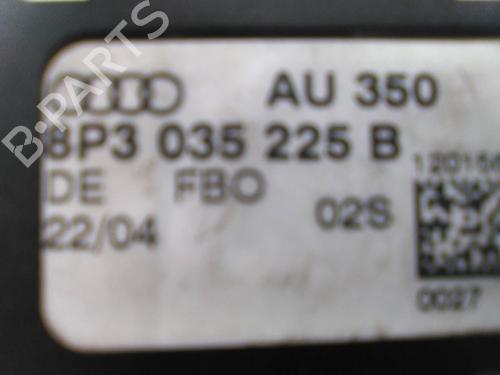 B-PARTS
AU 350
8P3 035 225 B
DE FBO
22/04 02S
0027